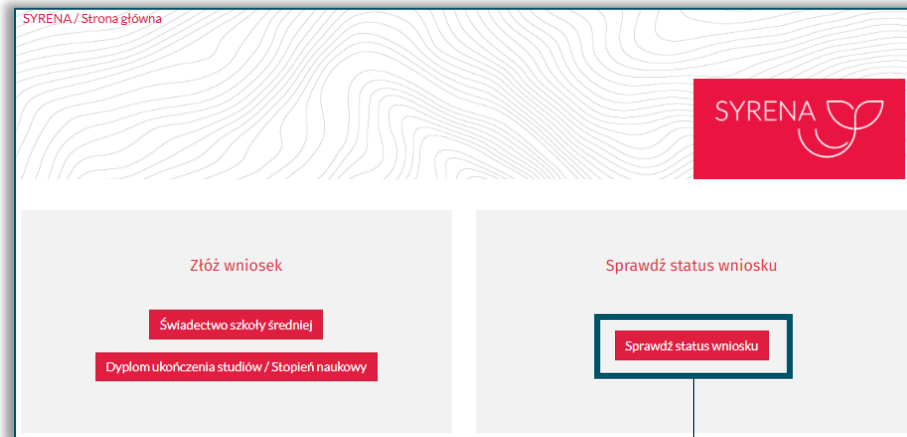 SYRENA / Strona główna
SYRENA
Złóż wniosek
Świadectwo szkoły średniej
Dyplom ukończenia studiów / Stopień naukowy
Sprawdź status wniosku
Sprawdź status wniosku